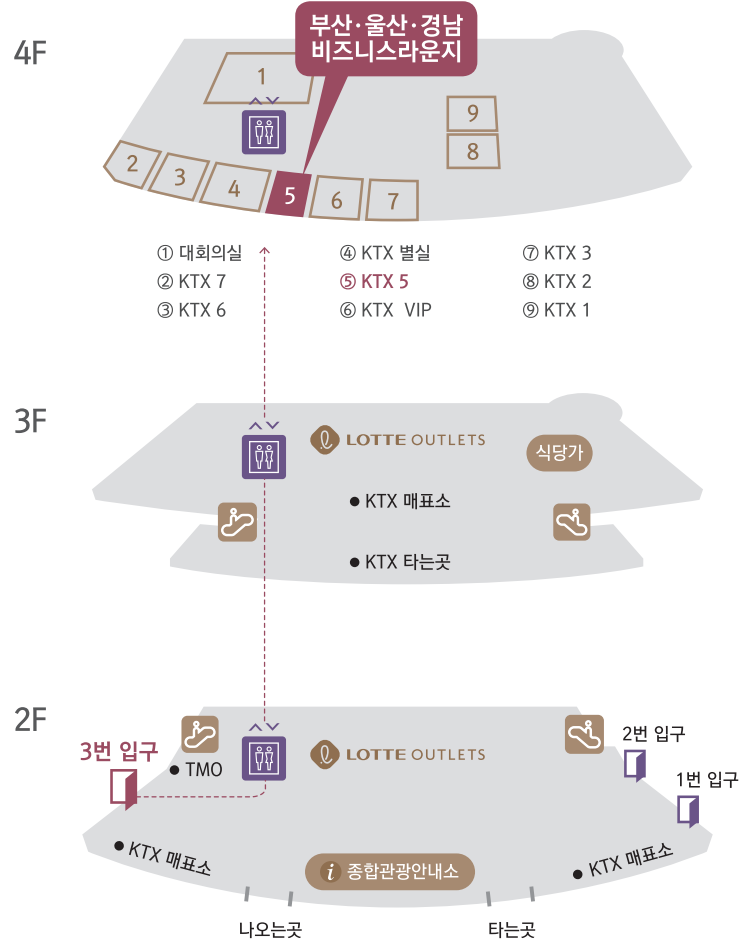 4F
부산·울산·경남
비즈니스라운지
1
9
8
2
3
4
5
6
7
① 대회의실
④ KTX 별실
⑦ KTX 3
② KTX 7
⑤ KTX 5
⑧ KTX 2
③ KTX 6
⑥ KTX VIP
⑨ KTX 1
3F
LOTTE OUTLETS
식당가
KTX 매표소
KTX 타는곳
2F
3번 입구
TMO
LOTTE OUTLETS
2번 입구
1번 입구
KTX 매표소
i 종합관광안내소
KTX 매표소
나오는곳
타는곳